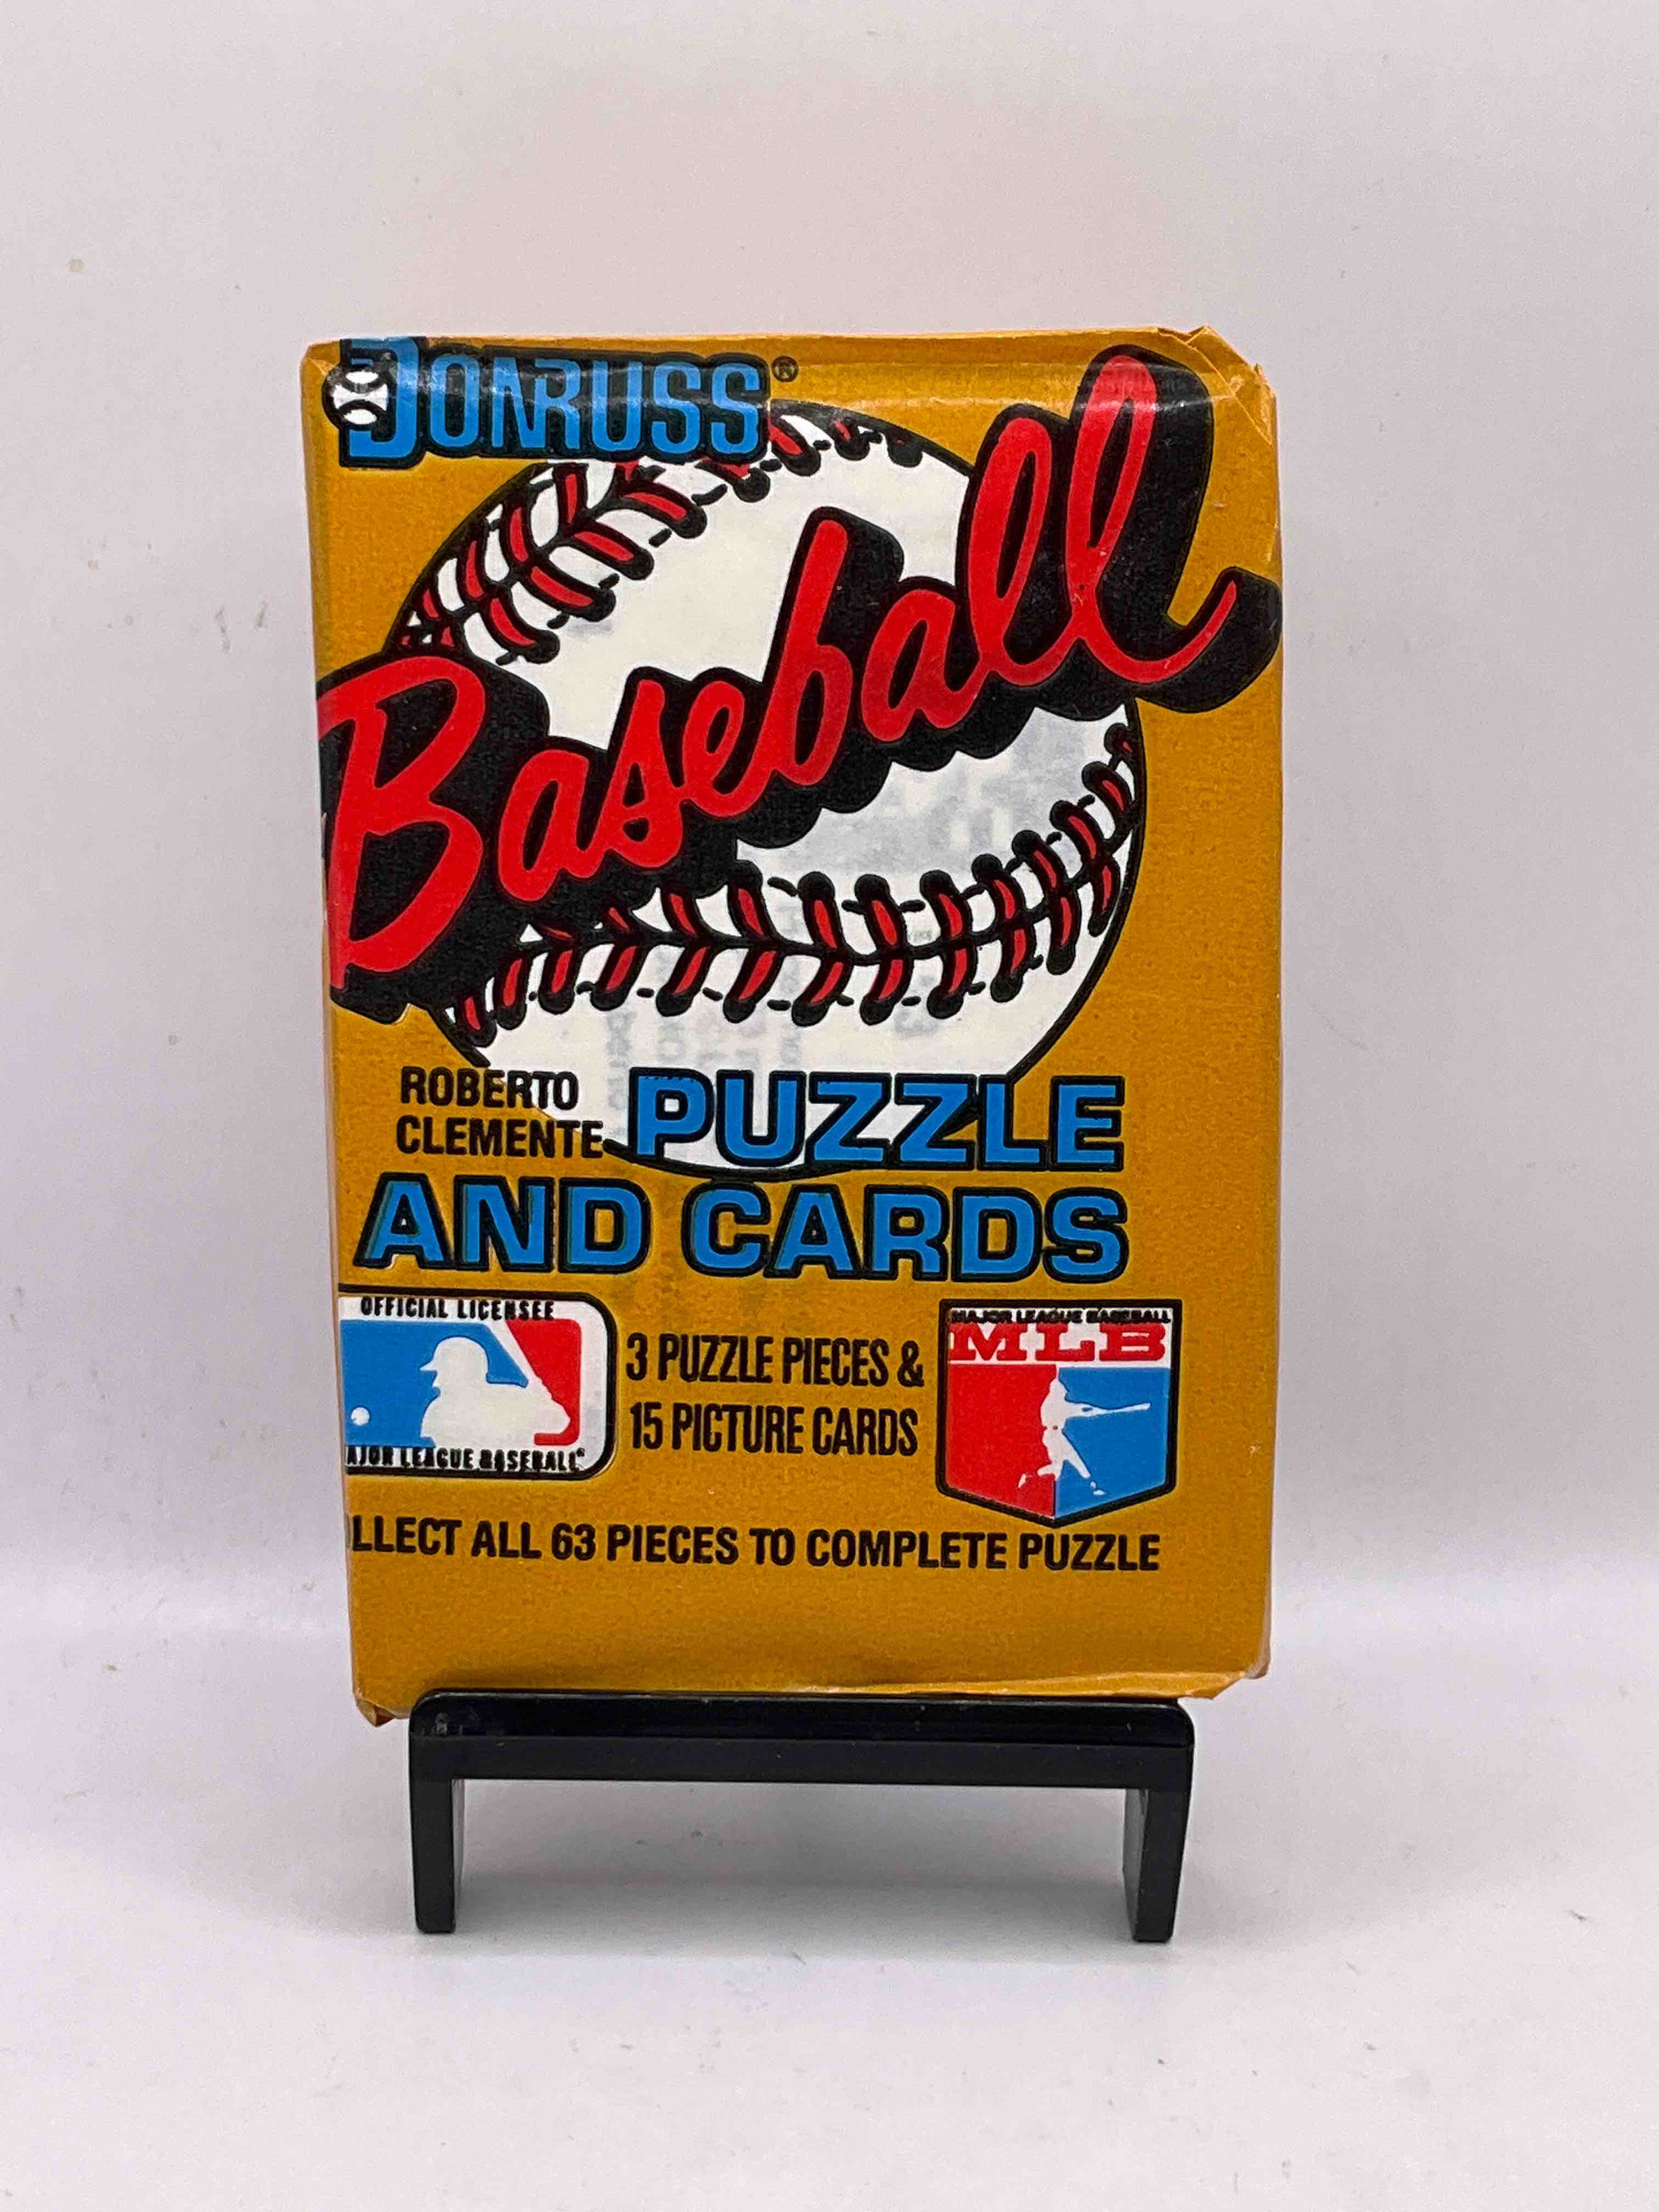 DONRUSS®
Baseball
ROBERTO
CLEMENTE
PUZZLE
AND CARDS
OFFICIAL LICENSEE
AJOR LEAGUE BASEBALL
3 PUZZLE PIECES &
15 PICTURE CARDS
MAJOR LEAGUE BASEBALL
MLB
LLECT ALL 63 PIECES TO COMPLETE PUZZLE